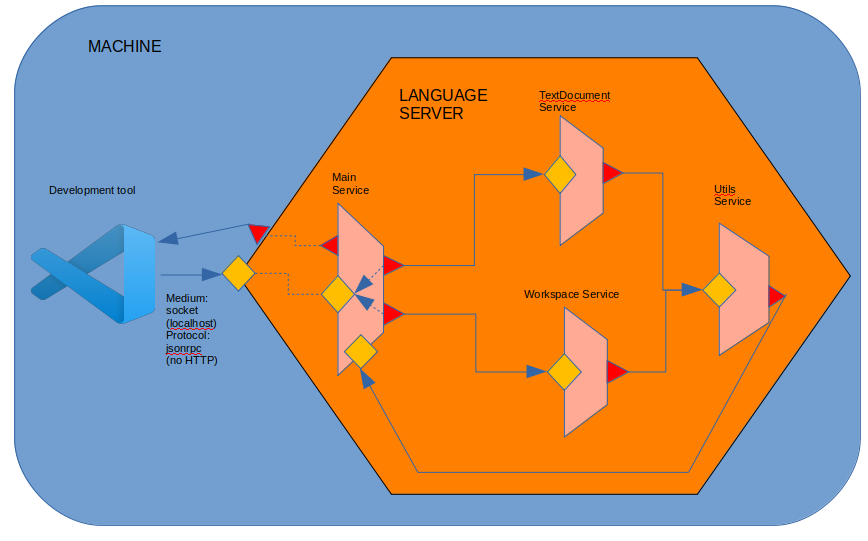 MACHINE
LANGUAGE
SERVER
TextDocument
Service
Main
Service
Development tool
Utils
Service
Medium:
socket
(localhost)
Protocol:
jsonrpc
(no HTTP)
Workspace Service